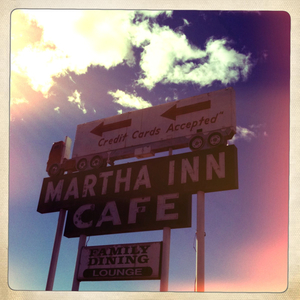 Credit Cards Accepted"
MARTHA INN
CAFE
FAMILY
DINING
LOUNGE